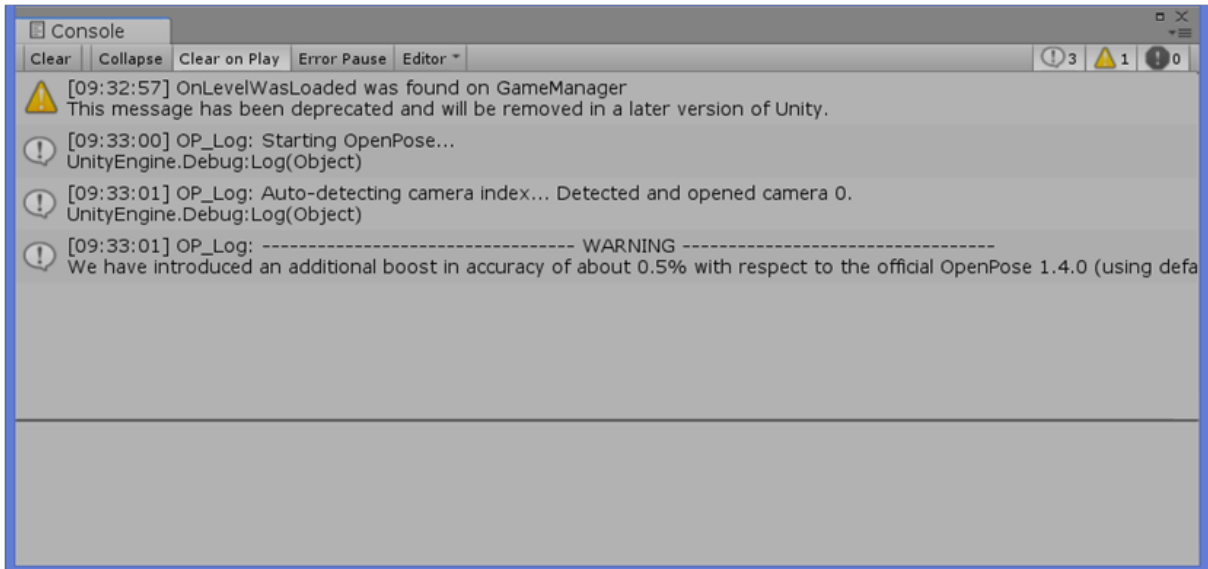 Console
Clear Collapse Clear on Play Error Pause Editor 3 1 0
[09:32:57] OnLevelWasLoaded was found on GameManager
This message has been deprecated and will be removed in a later version of Unity.
[09:33:00] OP_Log: Starting OpenPose...
UnityEngine.Debug:Log(Object)
[09:33:01] OP_Log: Auto-detecting camera index... Detected and opened camera 0.
UnityEngine.Debug:Log(Object)
[09:33:01] OP_Log: ---------------------------------- WARNING ----------------------------------
We have introduced an additional boost in accuracy of about 0.5% with respect to the official OpenPose 1.4.0 (using defa